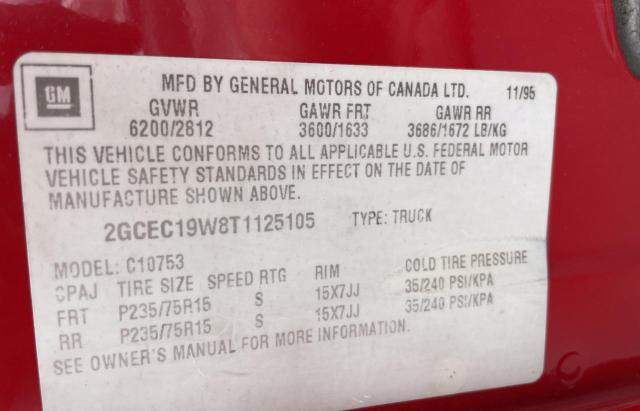 GM
MFD BY GENERAL MOTORS OF CANADA LTD. 11/95
GVWR GAWR FRT GAWR RR
6200/2812 3600/1633 3686/1672 LB/KG
THIS VEHICLE CONFORMS TO ALL APPLICABLE U.S. FEDERAL MOTOR
VEHICLE SAFETY STANDARDS IN EFFECT ON THE DATE OF
MANUFACTURE SHOWN ABOVE.
2GCEC19W8T1125105 TYPE: TRUCK
MODEL: C10753
CPAJ TIRE SIZE SPEED RTG RIM COLD TIRE PRESSURE
FRT P235/75R15 S 15X7JJ 35/240 PSI/KPA
RR P235/75R15 S 15X7JJ 35/240 PSI/KPA
SEE OWNER'S MANUAL FOR MORE INFORMATION.